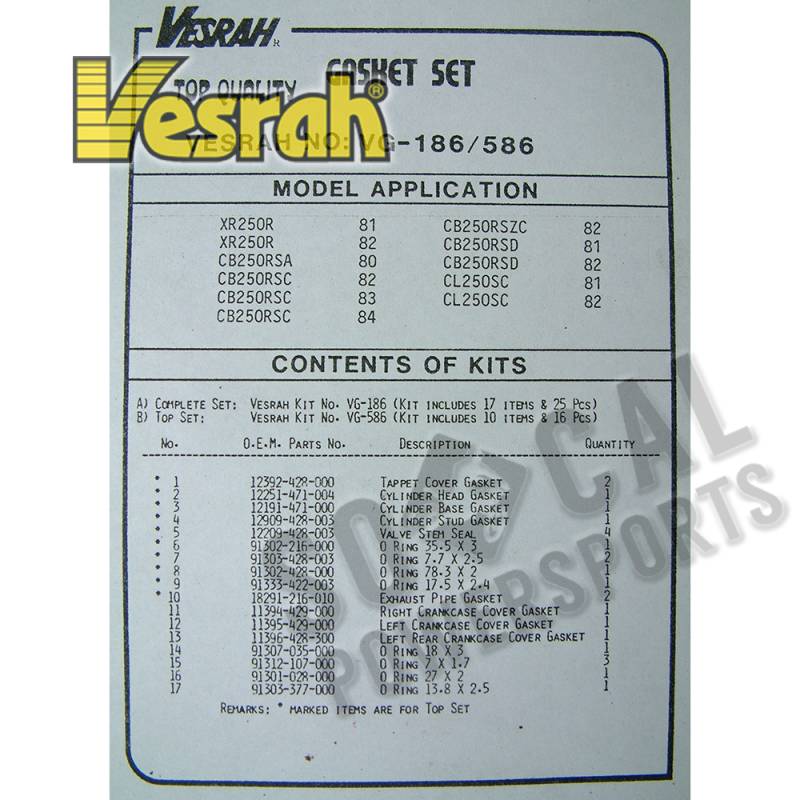 VESRAH R
GASKET SET
TOP QUALITY
Vesrah®
VESRAH NO: VG-186/586
MODEL APPLICATION
XR250R 81 CB250RSZC 82
XR250R 82 CB250RSD 81
CB250RSA 80 CB250RSD 82
CB250RSC 82 CL250SC 81
CB250RSC 83 CL250SC 82
CB250RSC 84
CONTENTS OF KITS
A) COMPLETE SET: VESRAH KIT NO. VG-186 (KIT INCLUDES 17 ITEMS & 25 PCS)
B) TOP SET: VESRAH KIT NO. VG-586 (KIT INCLUDES 10 ITEMS & 16 PCS)
NO. O.E.M. PARTS NO. DESCRIPTION QUANTITY
* 1 12392-428-000 TAPPET COVER GASKET 2
* 2 12251-471-004 CYLINDER HEAD GASKET 1
* 3 12191-471-000 CYLINDER BASE GASKET 1
* 4 12909-428-003 CYLINDER STUD GASKET 1
* 5 12209-428-003 VALVE STEM SEAL 4
* 6 91302-216-000 O RING 35.5 X 3 1
* 7 91303-428-003 O RING 7.7 X 2.5 2
* 8 91302-428-000 O RING 78.3 X 2 1
* 9 91333-422-003 O RING 17.5 X 2.4 1
* 10 18291-216-010 EXHAUST PIPE GASKET 2
11 11394-429-000 RIGHT CRANKCASE COVER GASKET 1
12 11395-429-000 LEFT CRANKCASE COVER GASKET 1
13 11396-428-300 LEFT REAR CRANKCASE COVER GASKET 1
14 91307-035-000 O RING 18 X 3 1
15 91312-107-000 O RING 7 X 1.7 3
16 91301-028-000 O RING 27 X 2 1
17 91303-377-000 O RING 13.8 X 2.5 1
REMARKS: * MARKED ITEMS ARE FOR TOP SET
SO CAL
POWERSPORTS